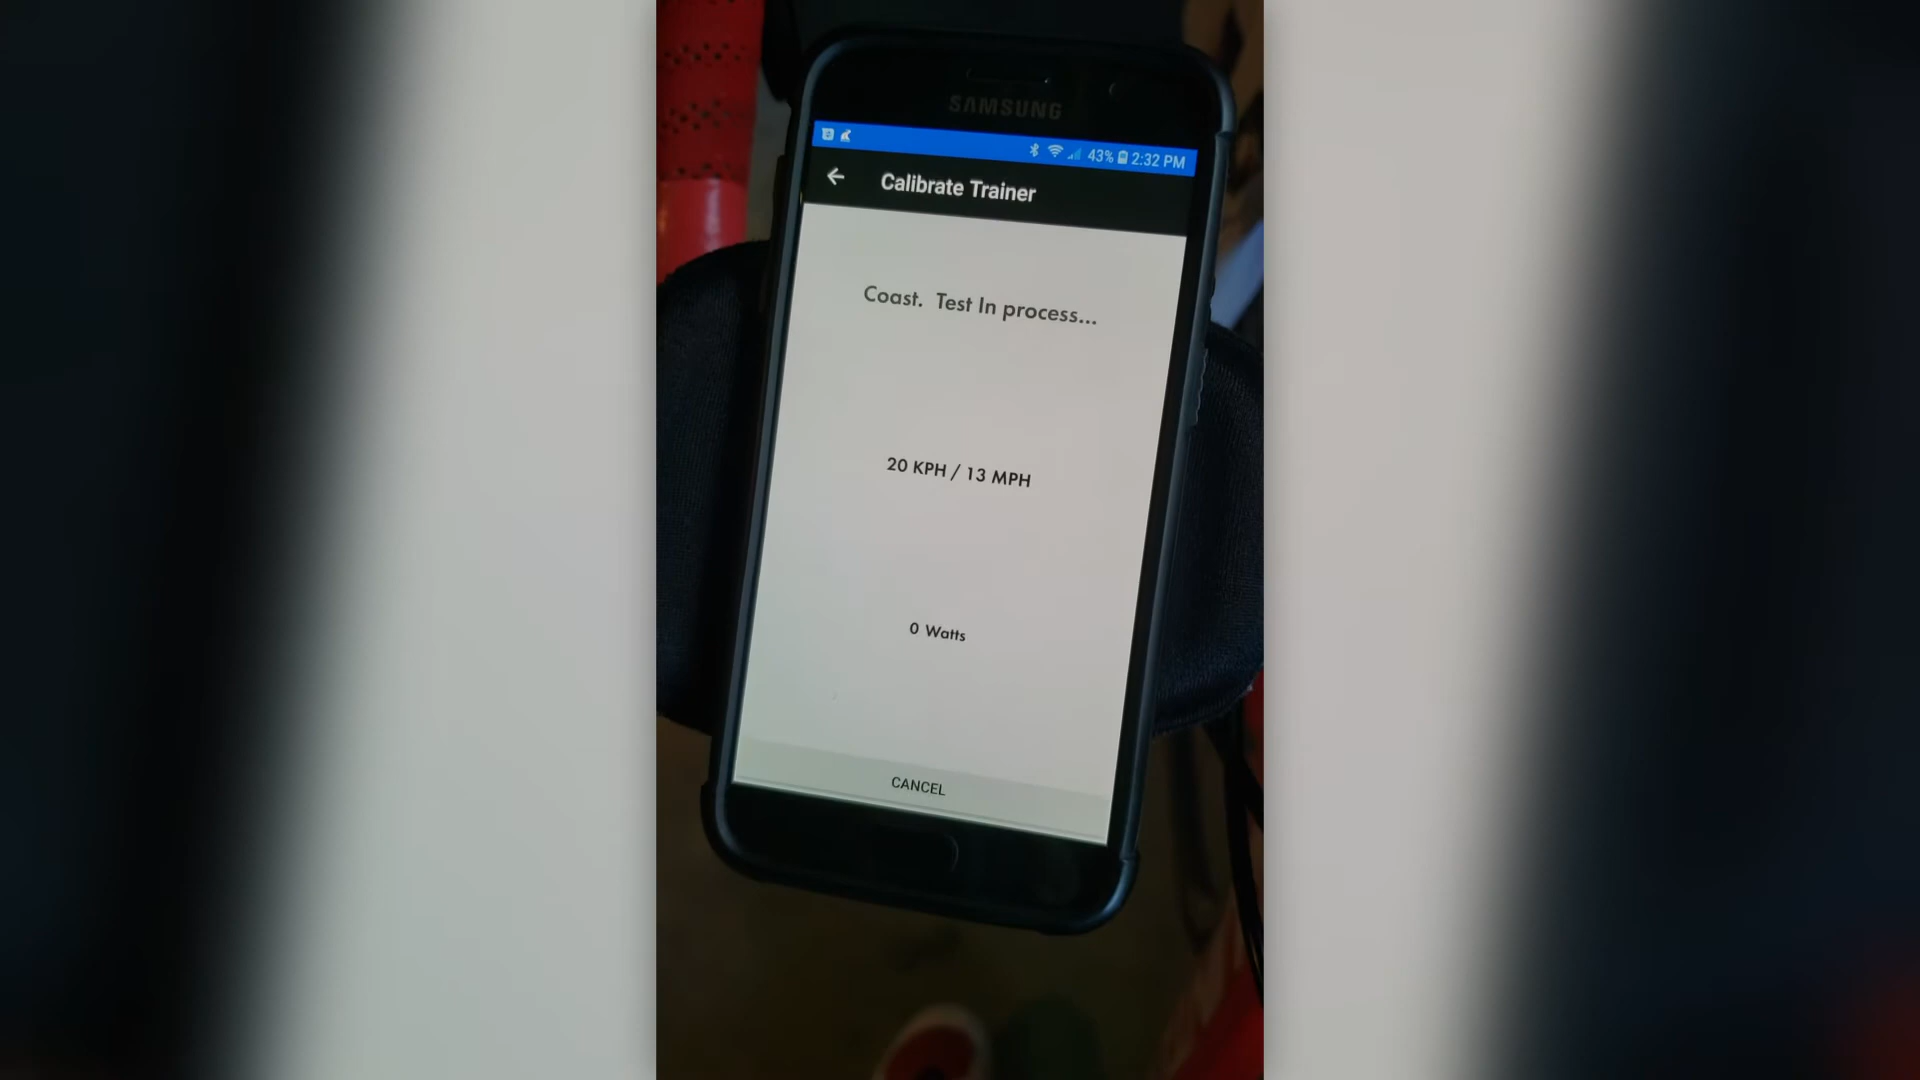 SAMSUNG
43% 2:32 PM
Calibrate Trainer
Coast. Test In process...
20 KPH / 13 MPH
0 Watts
CANCEL